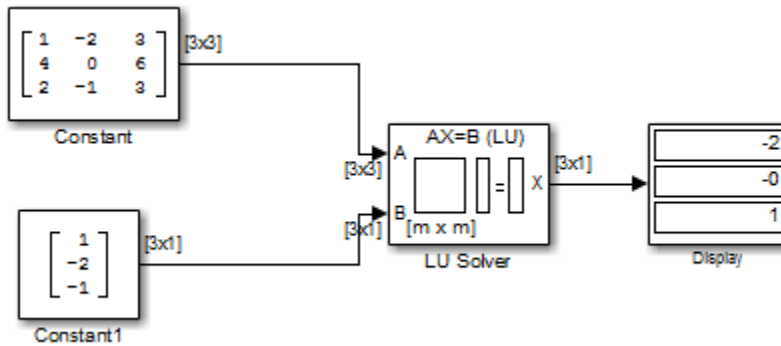 1 -2 3
4 0 6
2 -1 3
[3x3]
Constant
1
-2
-1
[3x1]
Constant1
AX=B (LU)
[3x3]
A
=
X
[3x1]
B
[m x m]
LU Solver
[3x1]
-2
-0
1
Display